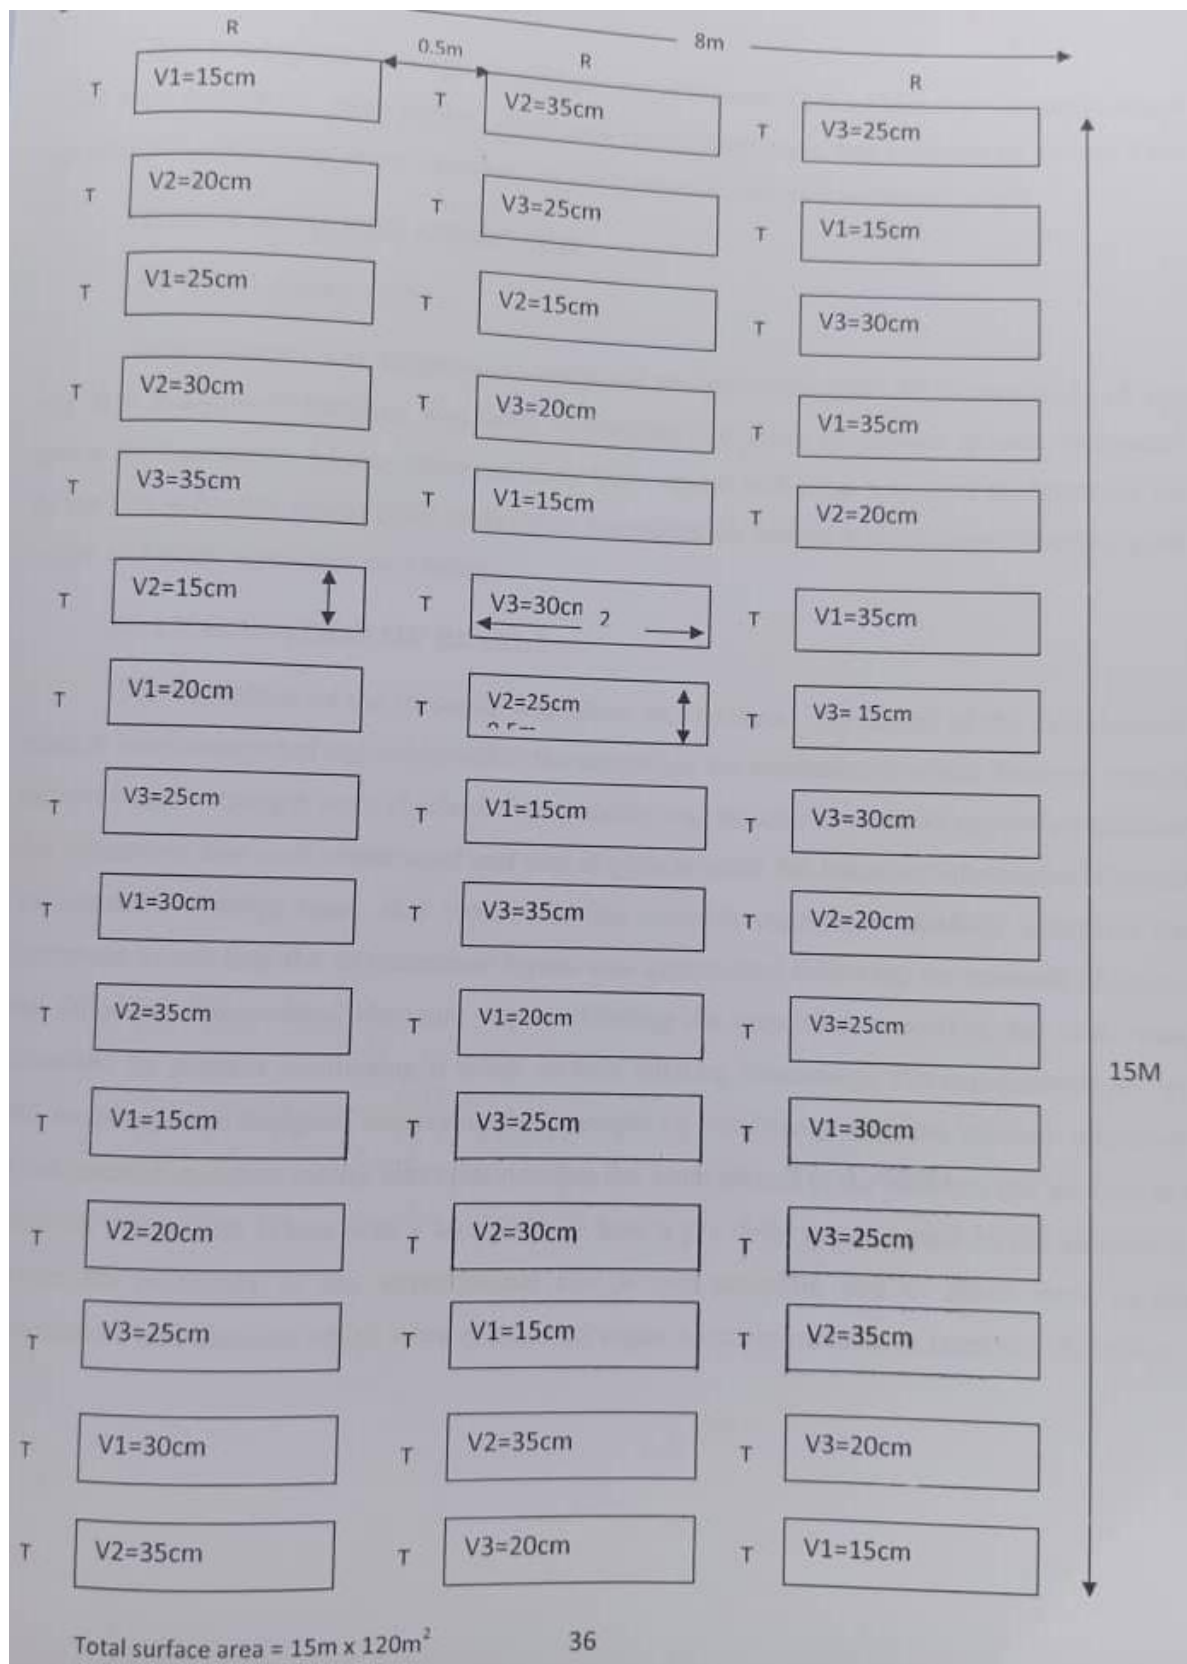 R
0.5m
R
8m
R
T V1=15cm T V2=35cm T V3=25cm
T V2=20cm T V3=25cm T V1=15cm
T V1=25cm T V2=15cm T V3=30cm
T V2=30cm T V3=20cm T V1=35cm
T V3=35cm T V1=15cm T V2=20cm
T V2=15cm T V3=30cm 2 T V1=35cm
T V1=20cm T V2=25cm T V3= 15cm
T V3=25cm T V1=15cm T V3=30cm
T V1=30cm T V3=35cm T V2=20cm
T V2=35cm T V1=20cm T V3=25cm
15M
T V1=15cm T V3=25cm T V1=30cm
T V2=20cm T V2=30cm T V3=25cm
T V3=25cm T V1=15cm T V2=35cm
T V1=30cm T V2=35cm T V3=20cm
T V2=35cm T V3=20cm T V1=15cm
Total surface area = 15m x 120m²
36